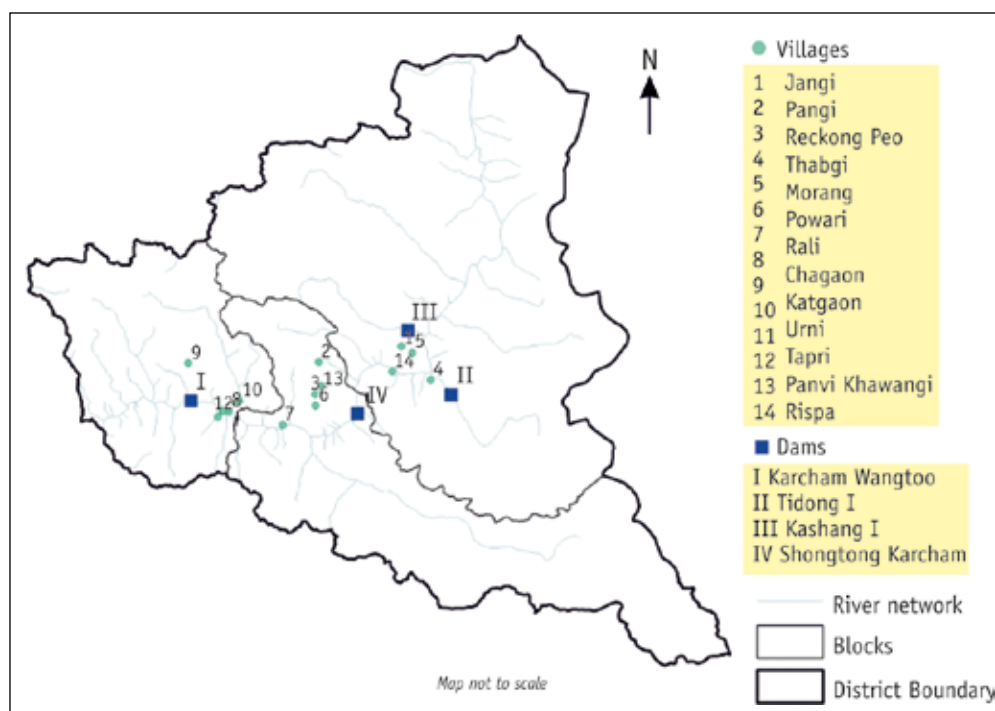 N
Villages
1 Jangi
2 Pangi
3 Reckong Peo
4 Thabgi
5 Morang
6 Powari
7 Rali
8 Chagaon
9 Katgaon
10 Urni
11 Tapri
12 Panvi Khawangi
13 Rispa
14
Dams
I Karcham Wangtoo
II Tidong I
III Kashang I
IV Shongtong Karcham
River network
Blocks
District Boundary
III
1 5
14
4
II
2
13
3
6
IV
7
9
I
10
12 8
Map not to scale